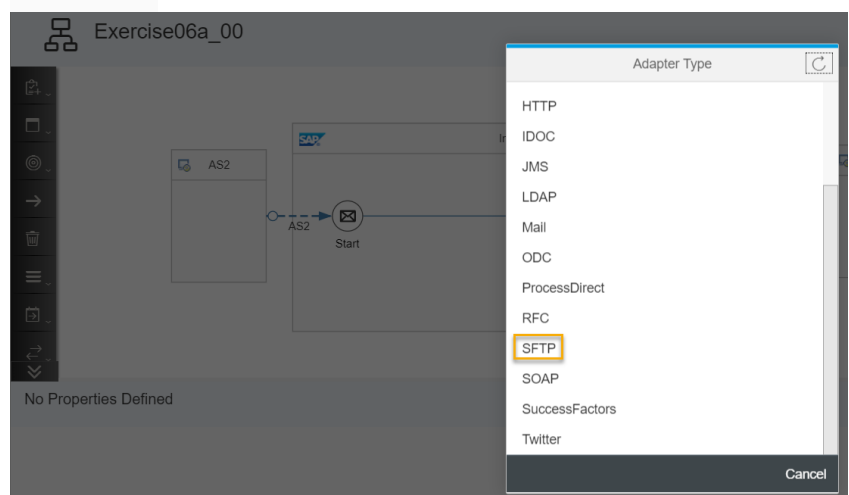 Exercise06a_00
Adapter Type
HTTP
IDOC
JMS
LDAP
Mail
ODC
ProcessDirect
RFC
SFTP
SOAP
SuccessFactors
Twitter
Cancel
SAP
AS2
AS2
Start
No Properties Defined